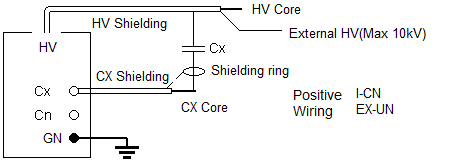 HV Core
HV Shielding
External HV(Max 10kV)
HV
Cx
CX Shielding
Shielding ring
Cx
CX Core
Positive Wiring
I-CN
EX-UN
Cn
GN